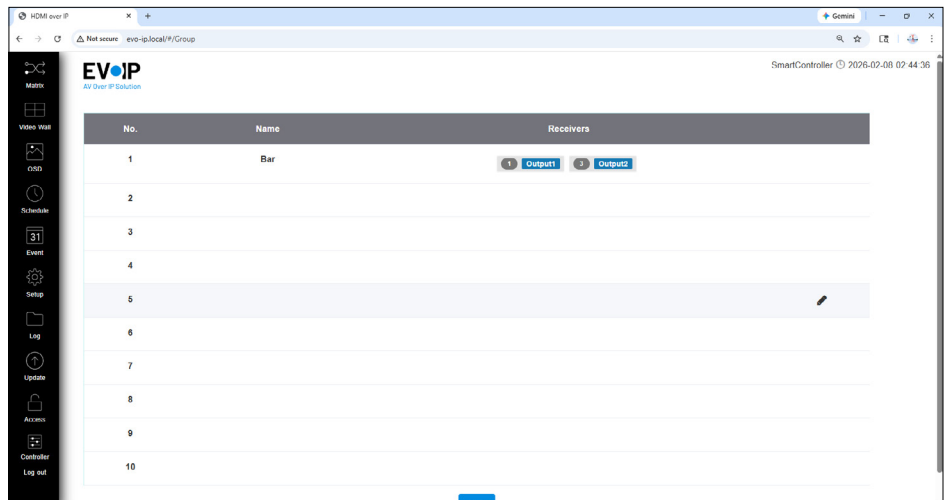 HDMI over IP
Gemini
Not secure evo-ip.local/#/Group
Matrix
Video Wall
OSD
Schedule
31
Event
Setup
Log
Update
Access
Controller
Log out
EVOIP
AV Over IP Solution
SmartController 2026-02-08 02:44:36
No. Name Receivers
1 Bar 1 Output1 3 Output2
2
3
4
5
6
7
8
9
10